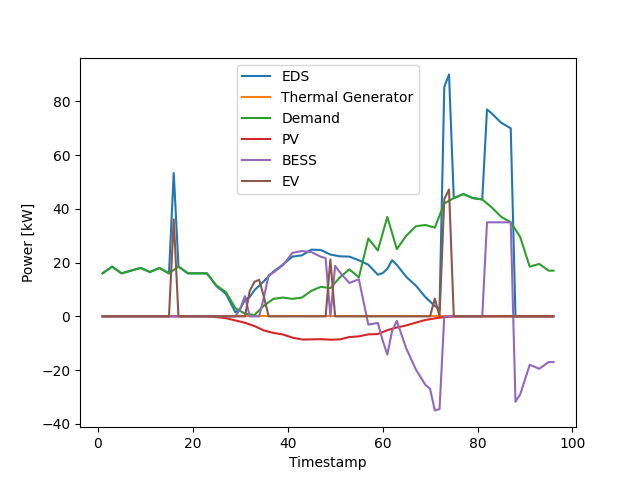 EDS
Thermal Generator
Demand
PV
BESS
EV
Power [kW]
80
60
40
20
0
−20
−40
0 20 40 60 80 100
Timestamp